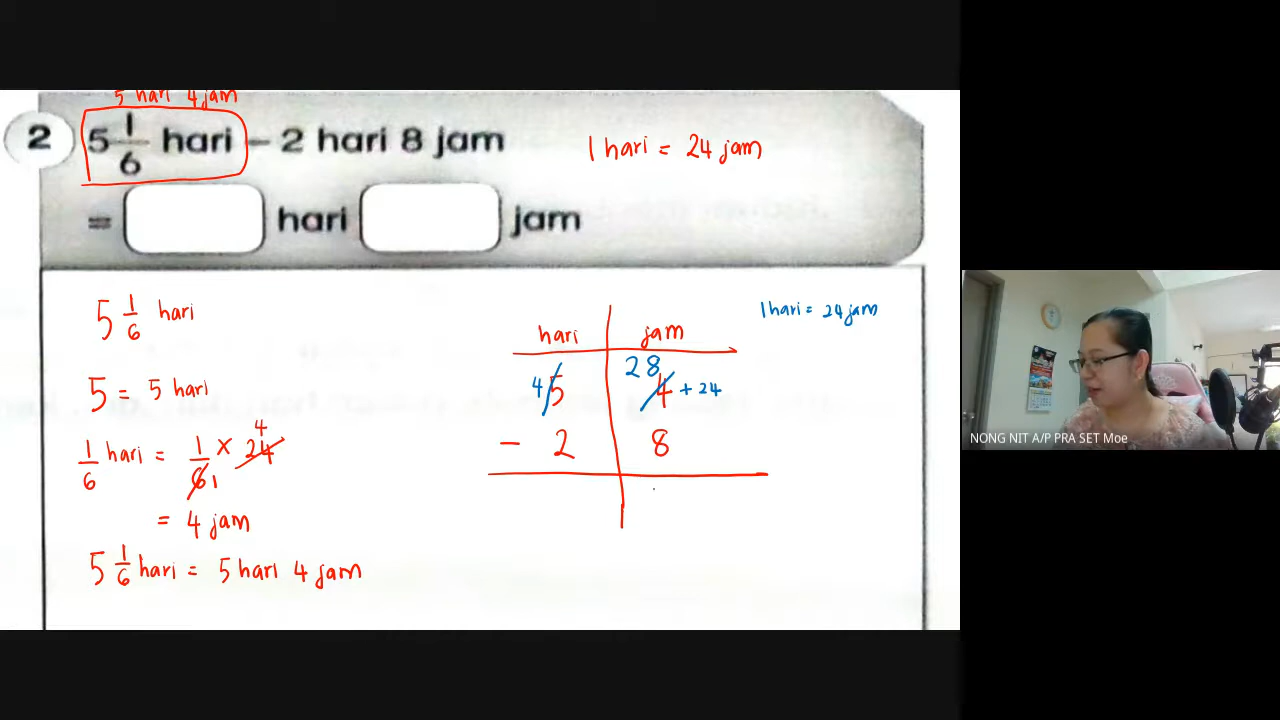 5 hari 4 jam
2 5 1/6 hari – 2 hari 8 jam
1 hari = 24 jam
= hari jam
5 1/6 hari
5 = 5 hari
1/6 hari = 1/6 × 24
4
1
= 4 jam
5 1/6 hari = 5 hari 4 jam
1 hari = 24 jam
hari jam
28
4 5 4 + 24
– 2 8
NONG NIT A/P PRA SET Moe